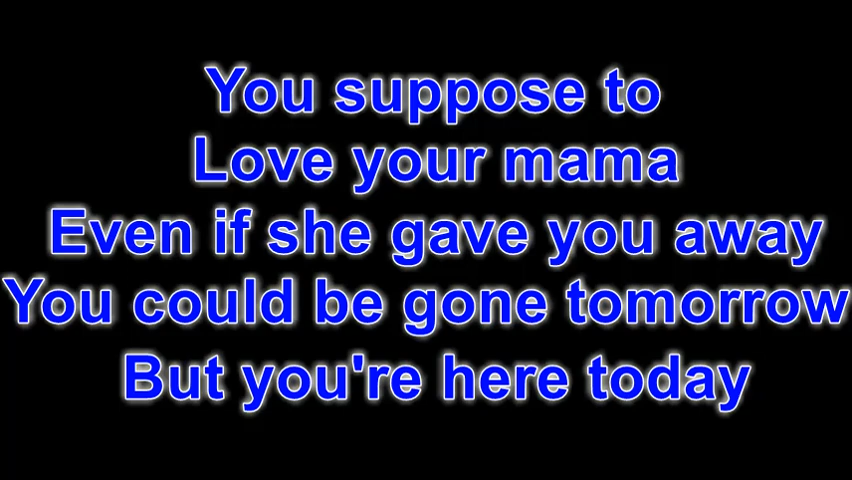 You suppose to
Love your mama
Even if she gave you away
You could be gone tomorrow
But you're here today